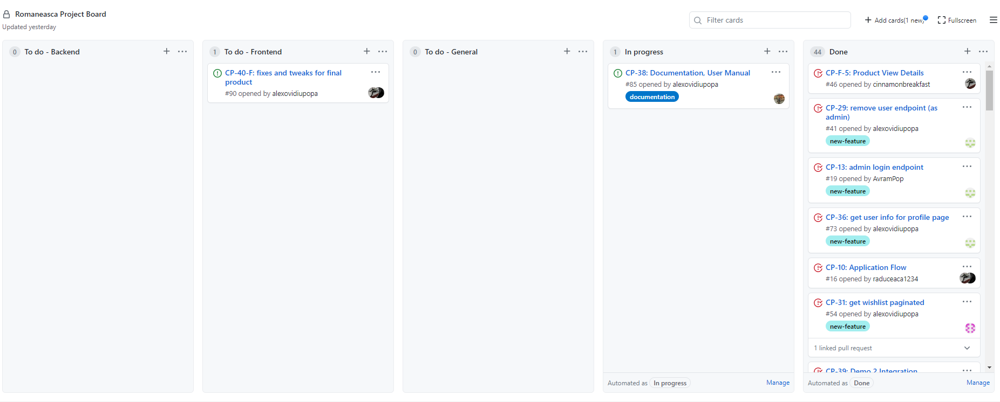 Romaneasca Project Board
Updated yesterday
Filter cards
Add cards(1 new)
Fullscreen
0 To do - Backend
1 To do - Frontend
CP-40-F: fixes and tweaks for final
product
#90 opened by alexovidiupopa
0 To do - General
1 In progress
CP-38: Documentation, User Manual
#85 opened by alexovidiupopa
documentation
Automated as In progress
Manage
44 Done
CP-F-5: Product View Details
#46 opened by cinnamonbreakfast
CP-29: remove user endpoint (as
admin)
#41 opened by alexovidiupopa
new-feature
CP-13: admin login endpoint
#19 opened by AvramPop
new-feature
CP-36: get user info for profile page
#73 opened by alexovidiupopa
new-feature
CP-10: Application Flow
#16 opened by raduceaca1234
CP-31: get wishlist paginated
#54 opened by alexovidiupopa
new-feature
1 linked pull request
CP-39: Demo 2 Integration
Automated as Done
Manage